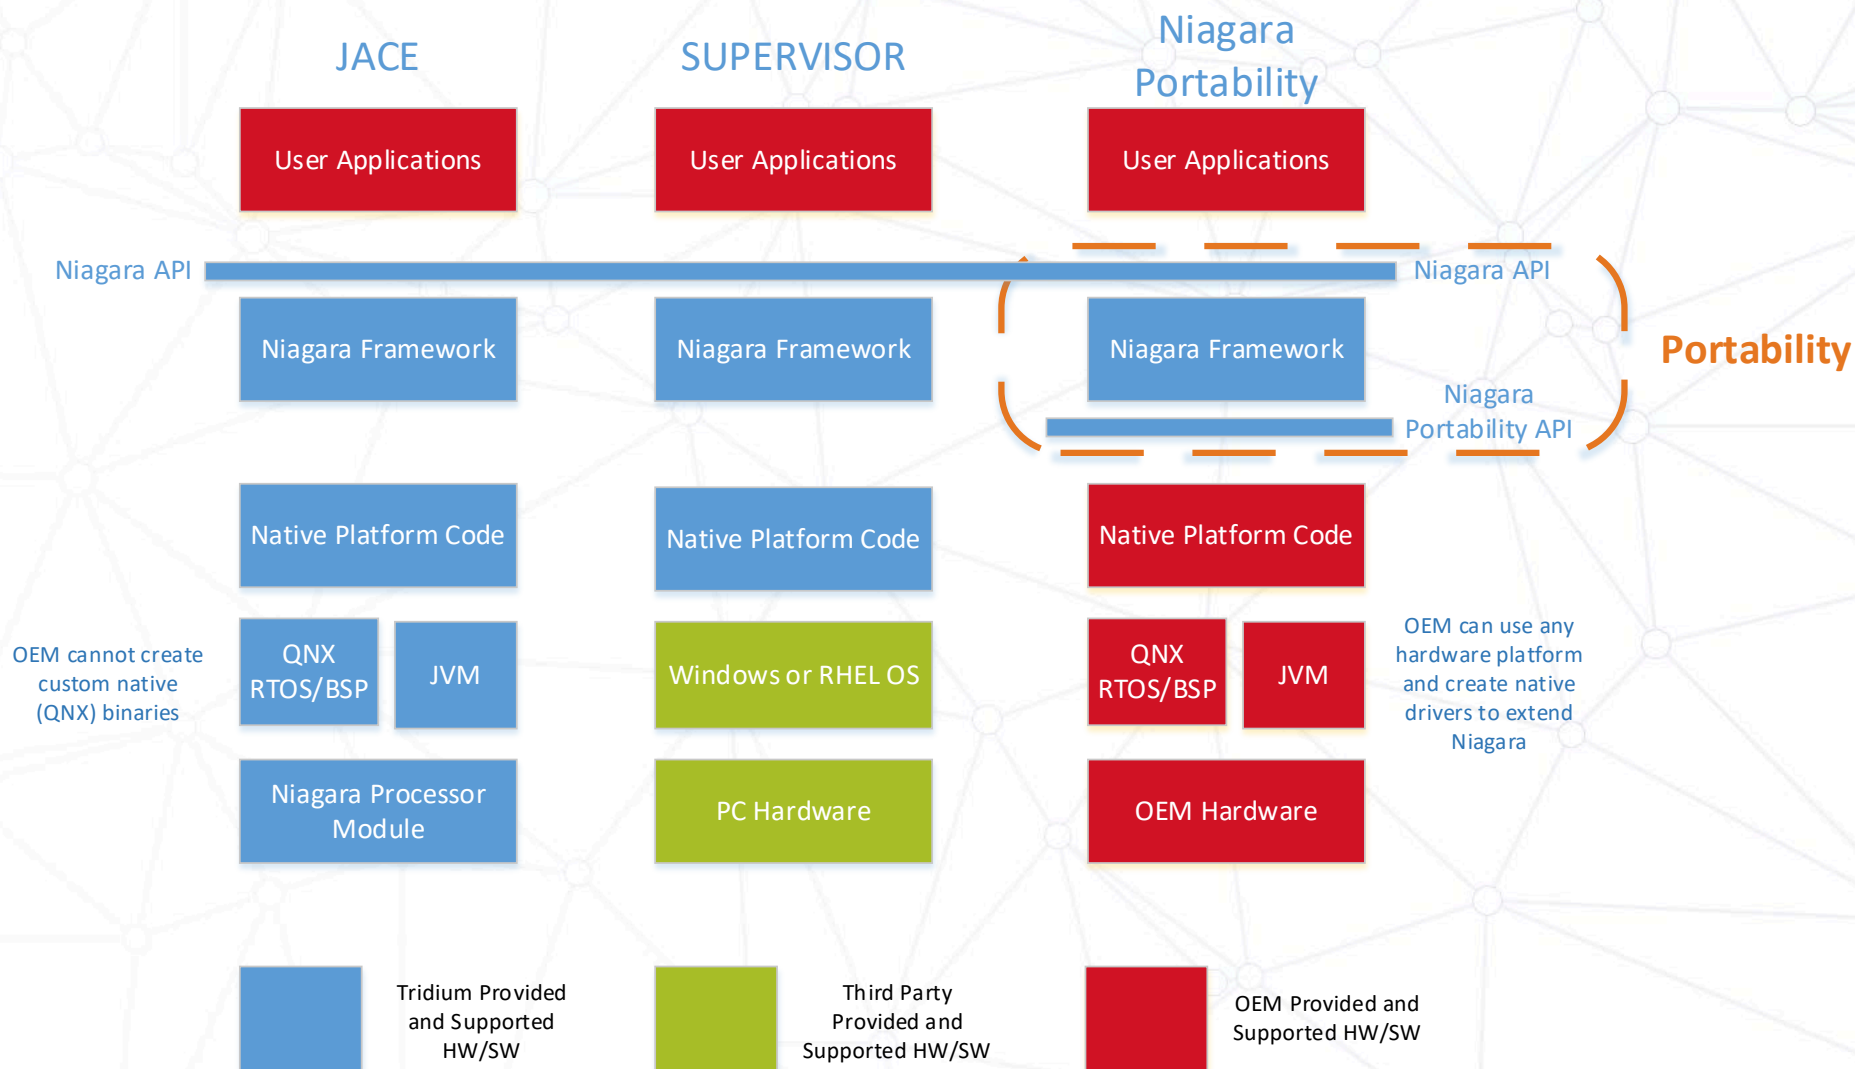 JACE
SUPERVISOR
Niagara
Portability
User Applications
User Applications
User Applications
Niagara API
Niagara API
Niagara Framework
Niagara Framework
Niagara Framework
Portability
Niagara
Portability API
Native Platform Code
Native Platform Code
Native Platform Code
OEM cannot create
custom native
(QNX) binaries
QNX
RTOS/BSP
JVM
Windows or RHEL OS
QNX
RTOS/BSP
JVM
OEM can use any
hardware platform
and create native
drivers to extend
Niagara
Niagara Processor
Module
PC Hardware
OEM Hardware
Tridium Provided
and Supported
HW/SW
Third Party
Provided and
Supported HW/SW
OEM Provided and
Supported HW/SW